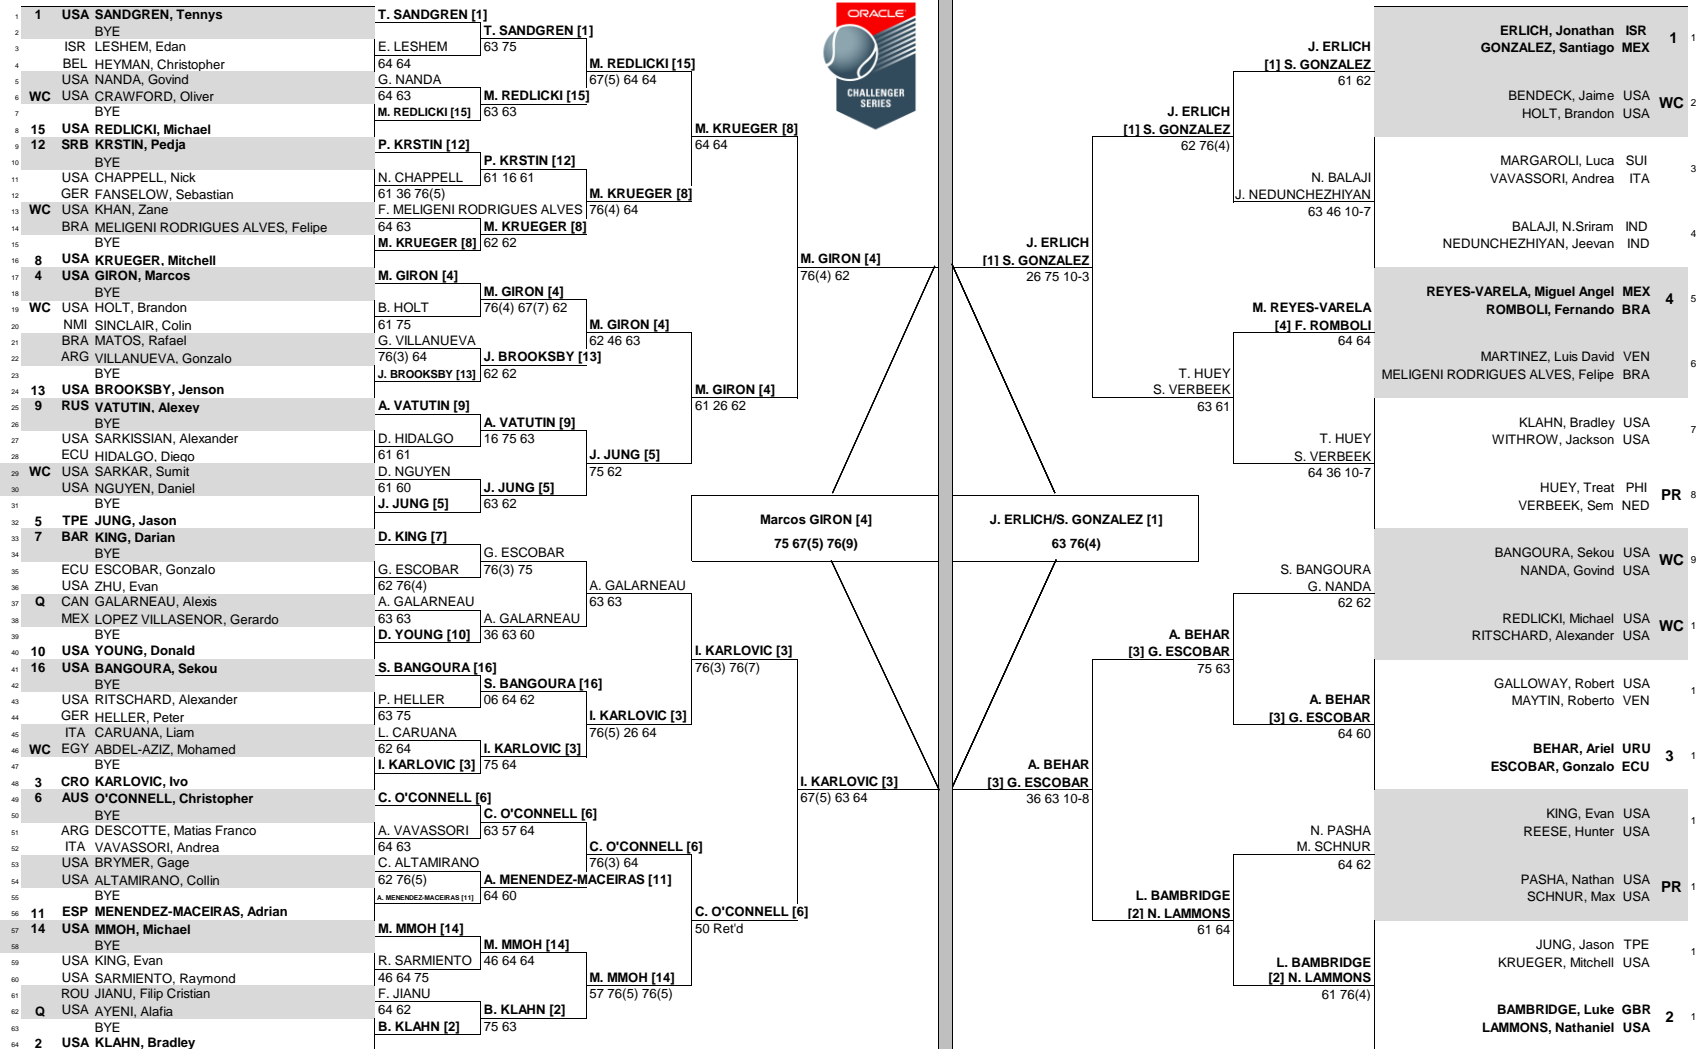 1 1 USA SANDGREN, Tennys
2 BYE
3 ISR LESHEM, Edan
4 BEL HEYMAN, Christopher
5 USA NANDA, Govind
6 WC USA CRAWFORD, Oliver
7 BYE
8 15 USA REDLICKI, Michael
9 12 SRB KRSTIN, Pedja
10 BYE
11 USA CHAPPELL, Nick
12 GER FANSELOW, Sebastian
13 WC USA KHAN, Zane
14 BRA MELIGENI RODRIGUES ALVES, Felipe
15 BYE
16 8 USA KRUEGER, Mitchell
17 4 USA GIRON, Marcos
18 BYE
19 WC USA HOLT, Brandon
20 NMI SINCLAIR, Colin
21 BRA MATOS, Rafael
22 ARG VILLANUEVA, Gonzalo
23 BYE
24 13 USA BROOKSBY, Jenson
25 9 RUS VATUTIN, Alexey
26 BYE
27 USA SARKISSIAN, Alexander
28 ECU HIDALGO, Diego
29 WC USA SARKAR, Sumit
30 USA NGUYEN, Daniel
31 BYE
32 5 TPE JUNG, Jason
33 7 BAR KING, Darian
34 BYE
35 ECU ESCOBAR, Gonzalo
36 USA ZHU, Evan
37 Q CAN GALARNEAU, Alexis
38 MEX LOPEZ VILLASENOR, Gerardo
39 BYE
40 10 USA YOUNG, Donald
41 16 USA BANGOURA, Sekou
42 BYE
43 USA RITSCHARD, Alexander
44 GER HELLER, Peter
45 ITA CARUANA, Liam
46 WC EGY ABDEL-AZIZ, Mohamed
47 BYE
48 3 CRO KARLOVIC, Ivo
49 6 AUS O'CONNELL, Christopher
50 BYE
51 ARG DESCOTTE, Matias Franco
52 ITA VAVASSORI, Andrea
53 USA BRYMER, Gage
54 USA ALTAMIRANO, Collin
55 BYE
56 11 ESP MENENDEZ-MACEIRAS, Adrian
57 14 USA MMOH, Michael
58 BYE
59 USA KING, Evan
60 USA SARMIENTO, Raymond
61 ROU JIANU, Filip Cristian
62 Q USA AYENI, Alafia
63 BYE
64 2 USA KLAHN, Bradley
T. SANDGREN [1]
E. LESHEM
64 64
G. NANDA
64 63
M. REDLICKI [15]
P. KRSTIN [12]
N. CHAPPELL
61 36 76(5)
F. MELIGENI RODRIGUES ALVES
64 63
M. KRUEGER [8]
M. GIRON [4]
B. HOLT
61 75
G. VILLANUEVA
76(3) 64
J. BROOKSBY [13]
A. VATUTIN [9]
D. HIDALGO
61 61
D. NGUYEN
61 60
J. JUNG [5]
D. KING [7]
G. ESCOBAR
62 76(4)
A. GALARNEAU
63 63
D. YOUNG [10]
S. BANGOURA [16]
P. HELLER
63 75
L. CARUANA
62 64
I. KARLOVIC [3]
C. O'CONNELL [6]
A. VAVASSORI
64 63
C. ALTAMIRANO
62 76(5)
A. MENENDEZ-MACEIRAS [11]
M. MMOH [14]
R. SARMIENTO
46 64 75
F. JIANU
64 62
B. KLAHN [2]
T. SANDGREN [1]
63 75
M. REDLICKI [15]
63 63
P. KRSTIN [12]
61 16 61
M. KRUEGER [8]
62 62
M. GIRON [4]
76(4) 67(7) 62
J. BROOKSBY [13]
62 62
A. VATUTIN [9]
16 75 63
J. JUNG [5]
63 62
G. ESCOBAR
76(3) 75
A. GALARNEAU
36 63 60
S. BANGOURA [16]
06 64 62
I. KARLOVIC [3]
75 64
C. O'CONNELL [6]
63 57 64
A. MENENDEZ-MACEIRAS [11]
64 60
M. MMOH [14]
46 64 64
B. KLAHN [2]
75 63
M. REDLICKI [15]
67(5) 64 64
M. KRUEGER [8]
76(4) 64
M. GIRON [4]
62 46 63
J. JUNG [5]
75 62
A. GALARNEAU
63 63
I. KARLOVIC [3]
76(5) 26 64
C. O'CONNELL [6]
76(3) 64
M. MMOH [14]
57 76(5) 76(5)
M. KRUEGER [8]
64 64
M. GIRON [4]
61 26 62
I. KARLOVIC [3]
76(3) 76(7)
C. O'CONNELL [6]
50 Ret'd
M. GIRON [4]
76(4) 62
I. KARLOVIC [3]
67(5) 63 64
Marcos GIRON [4]
75 67(5) 76(9)
ORACLE
CHALLENGER
SERIES
J. ERLICH/S. GONZALEZ [1]
63 76(4)
J. ERLICH
[1] S. GONZALEZ
26 75 10-3
A. BEHAR
[3] G. ESCOBAR
36 63 10-8
J. ERLICH
[1] S. GONZALEZ
62 76(4)
T. HUEY
S. VERBEEK
63 61
A. BEHAR
[3] G. ESCOBAR
75 63
L. BAMBRIDGE
[2] N. LAMMONS
61 64
J. ERLICH
[1] S. GONZALEZ
61 62
N. BALAJI
J. NEDUNCHEZHIYAN
63 46 10-7
M. REYES-VARELA
[4] F. ROMBOLI
64 64
T. HUEY
S. VERBEEK
64 36 10-7
S. BANGOURA
G. NANDA
62 62
A. BEHAR
[3] G. ESCOBAR
64 60
N. PASHA
M. SCHNUR
64 62
L. BAMBRIDGE
[2] N. LAMMONS
61 76(4)
ERLICH, Jonathan ISR
GONZALEZ, Santiago MEX
1 1
BENDECK, Jaime USA
HOLT, Brandon USA
WC 2
MARGAROLI, Luca SUI
VAVASSORI, Andrea ITA
3
BALAJI, N.Sriram IND
NEDUNCHEZHIYAN, Jeevan IND
4
REYES-VARELA, Miguel Angel MEX
ROMBOLI, Fernando BRA
4 5
MARTINEZ, Luis David VEN
MELIGENI RODRIGUES ALVES, Felipe BRA
6
KLAHN, Bradley USA
WITHROW, Jackson USA
7
HUEY, Treat PHI
VERBEEK, Sem NED
PR 8
BANGOURA, Sekou USA
NANDA, Govind USA
WC 9
REDLICKI, Michael USA
RITSCHARD, Alexander USA
WC 1
GALLOWAY, Robert USA
MAYTIN, Roberto VEN
1
BEHAR, Ariel URU
ESCOBAR, Gonzalo ECU
3 1
KING, Evan USA
REESE, Hunter USA
1
PASHA, Nathan USA
SCHNUR, Max USA
PR 1
JUNG, Jason TPE
KRUEGER, Mitchell USA
1
BAMBRIDGE, Luke GBR
LAMMONS, Nathaniel USA
2 1